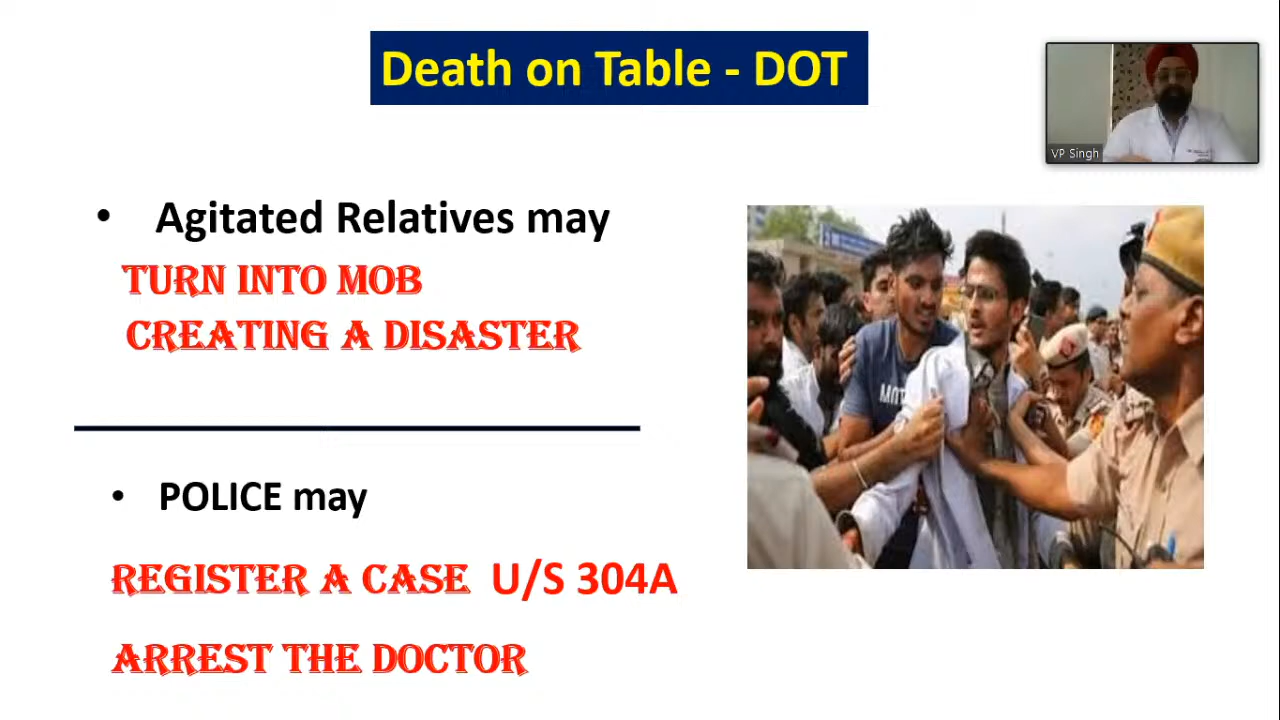 Death on Table - DOT
VP Singh
• Agitated Relatives may
TURN INTO MOB
CREATING A DISASTER
• POLICE may
REGISTER A CASE U/S 304A
ARREST THE DOCTOR